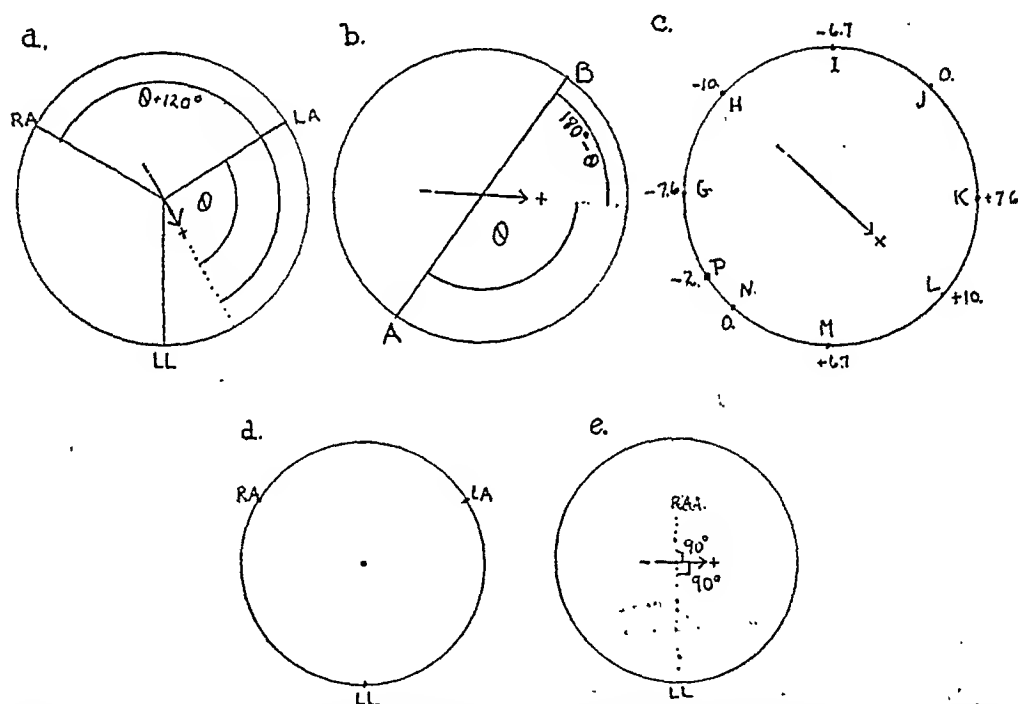 a.
RA
θ+120°
LA
θ
-
+
LL
b.
B
180°-θ
- +
θ
A
c.
-6.7
I
-10. H
0. J
-7.6 G
-
x
K +7.6
-2. P
N.
0.
L +10.
M
+6.7
d.
RA LA
LL
e.
RAA.
90°
- +
90°
LL